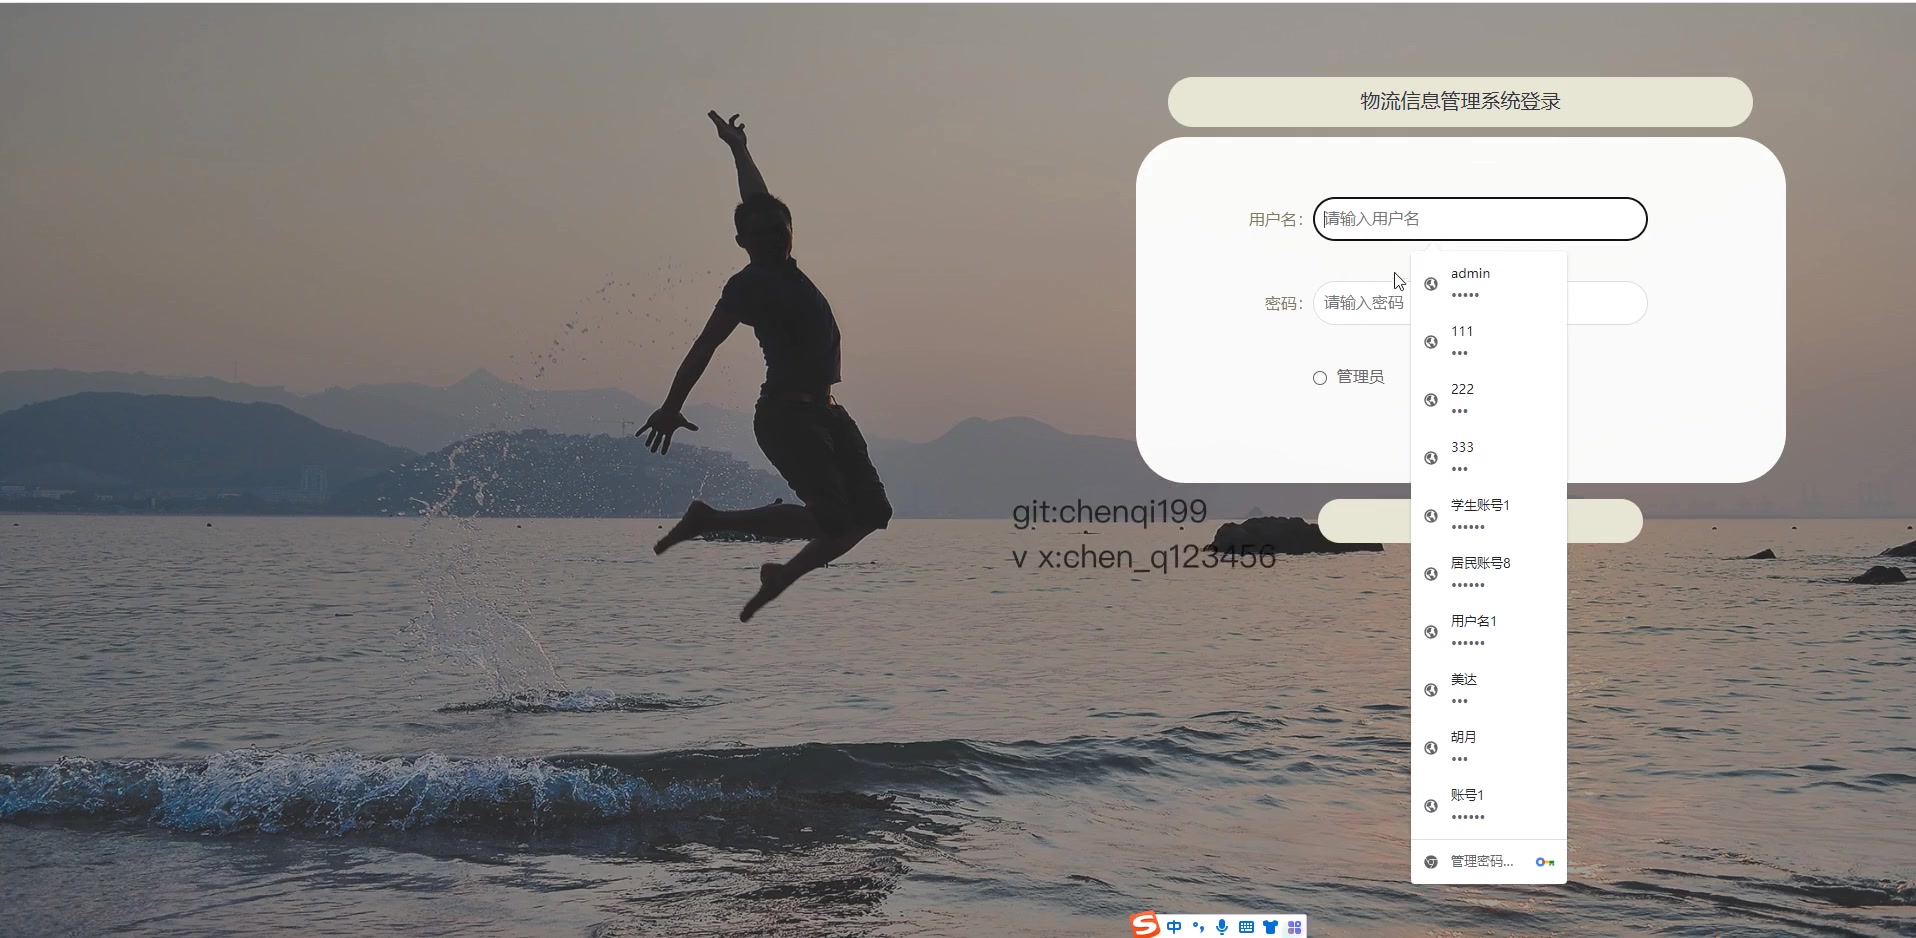 物流信息管理系统登录
用户名：
请输入用户名
密码：
请输入密码
管理员
admin
•••••
111
•••
222
•••
333
•••
学生账号1
••••••
居民账号8
••••••
用户名1
••••••
美达
•••
胡月
•••
账号1
••••••
管理密码...
git:chenqi199
v x:chen_q123456
中